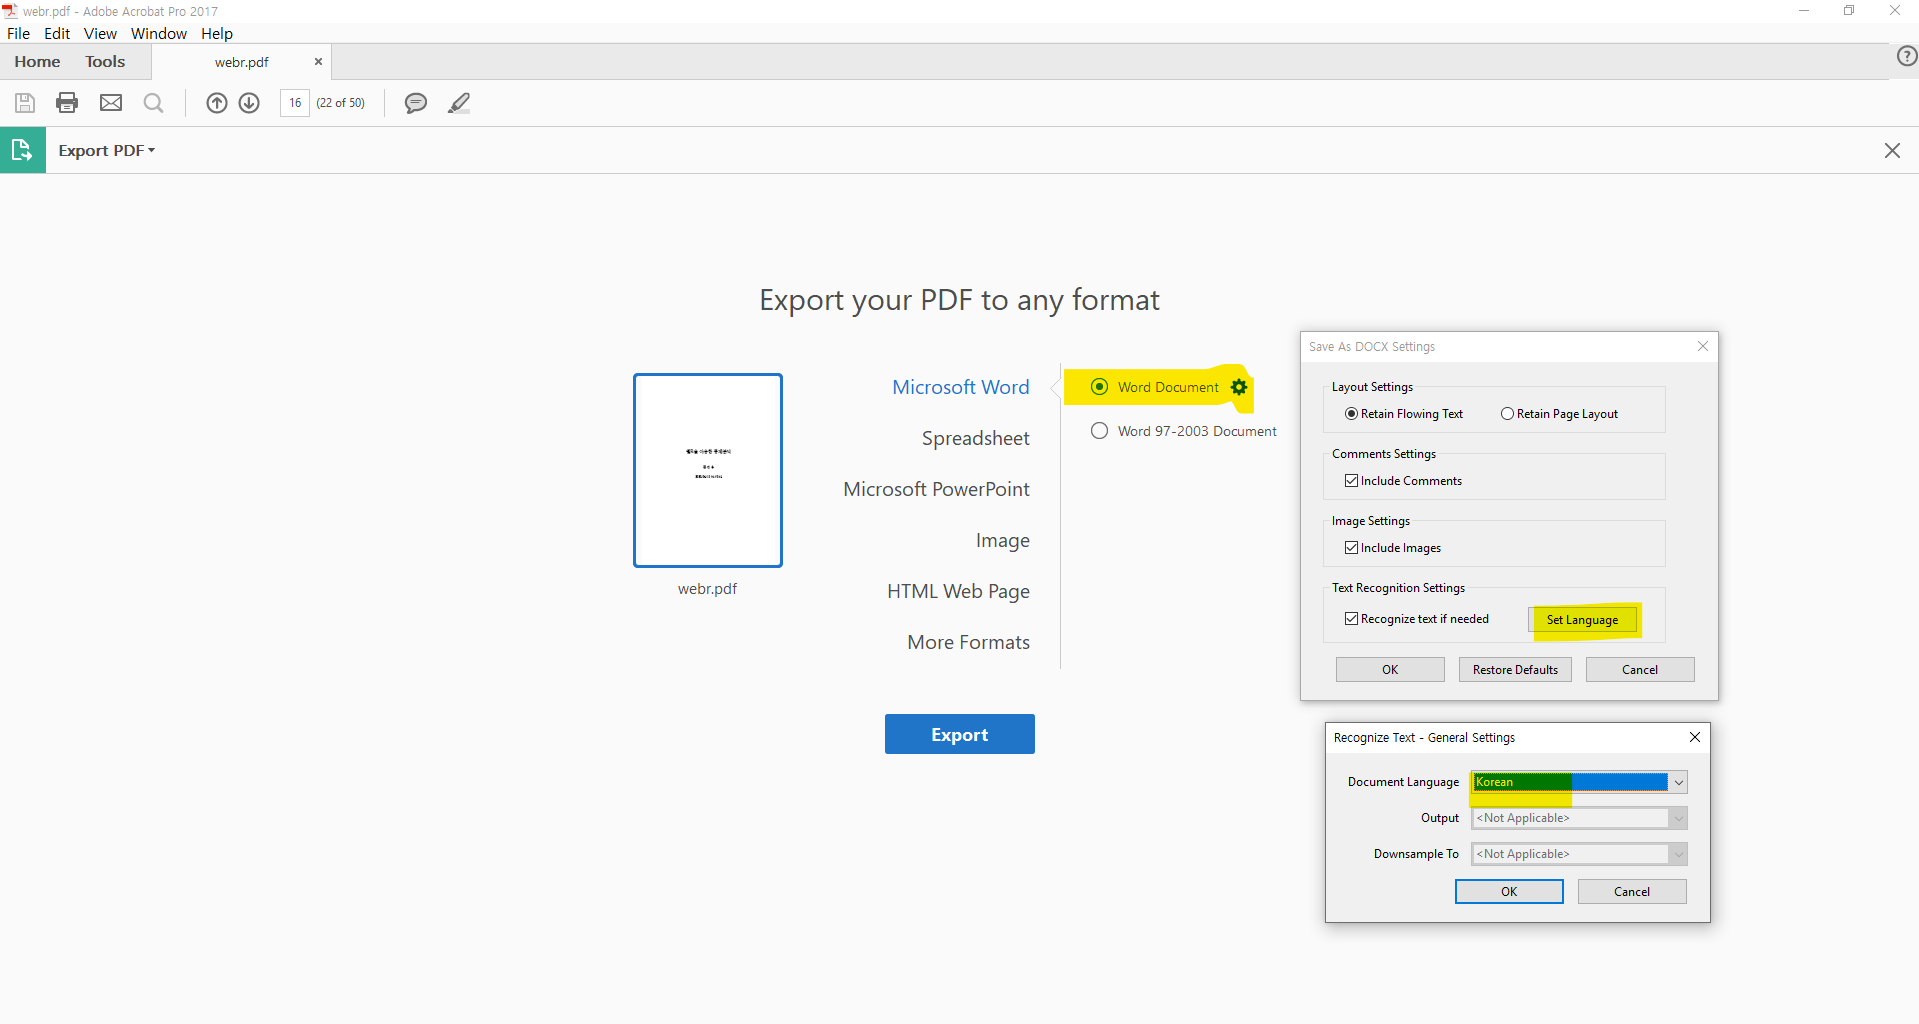 webr.pdf - Adobe Acrobat Pro 2017
File Edit View Window Help
Home Tools webr.pdf
16 (22 of 50)
Export PDF
Export your PDF to any format
webr.pdf
Microsoft Word
Spreadsheet
Microsoft PowerPoint
Image
HTML Web Page
More Formats
Word Document
Word 97-2003 Document
Export
Save As DOCX Settings
Layout Settings
Retain Flowing Text Retain Page Layout
Comments Settings
Include Comments
Image Settings
Include Images
Text Recognition Settings
Recognize text if needed Set Language
OK Restore Defaults Cancel
Recognize Text - General Settings
Document Language Korean
Output <Not Applicable>
Downsample To <Not Applicable>
OK Cancel